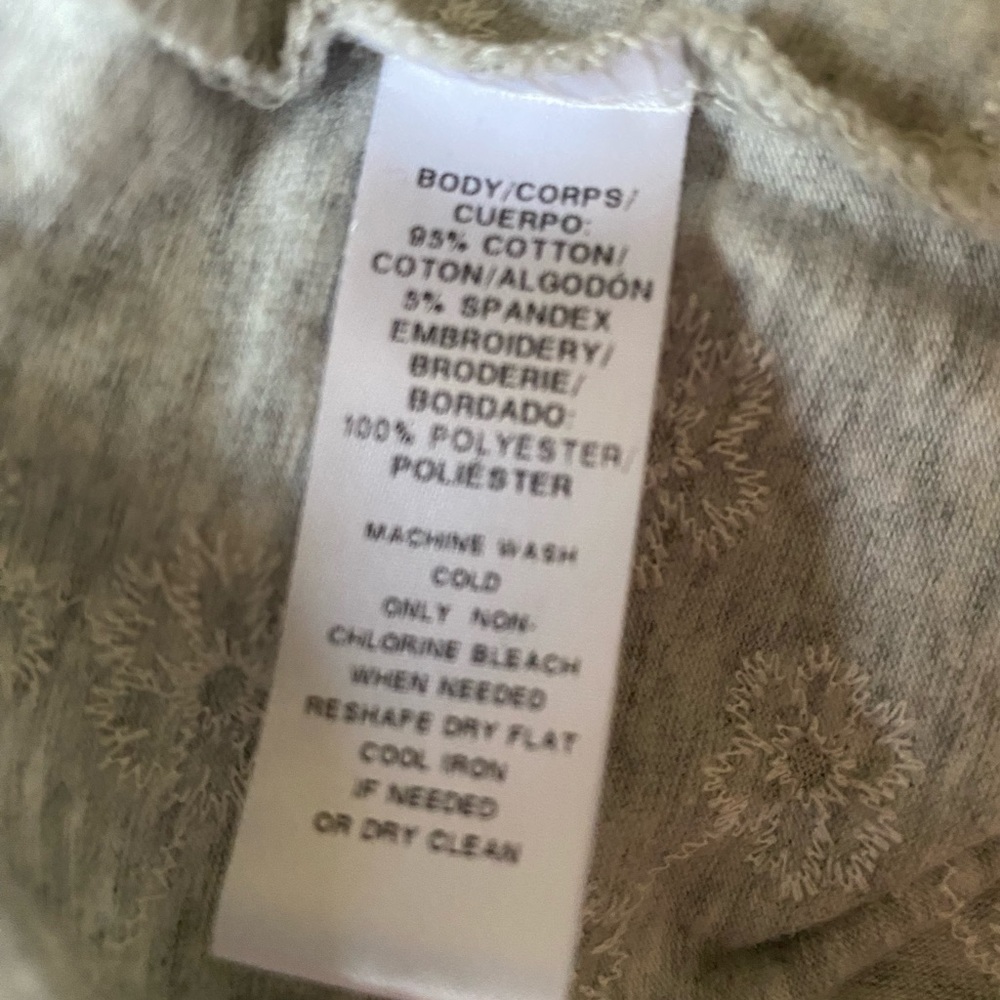 BODY/CORPS/
CUERPO:
95% COTTON/
COTON/ALGODÓN
5% SPANDEX
EMBROIDERY/
BRODERIE/
BORDADO:
100% POLYESTER/
POLIÉSTER
MACHINE WASH
COLD
ONLY NON-
CHLORINE BLEACH
WHEN NEEDED
RESHAPE DRY FLAT
COOL IRON
IF NEEDED
OR DRY CLEAN